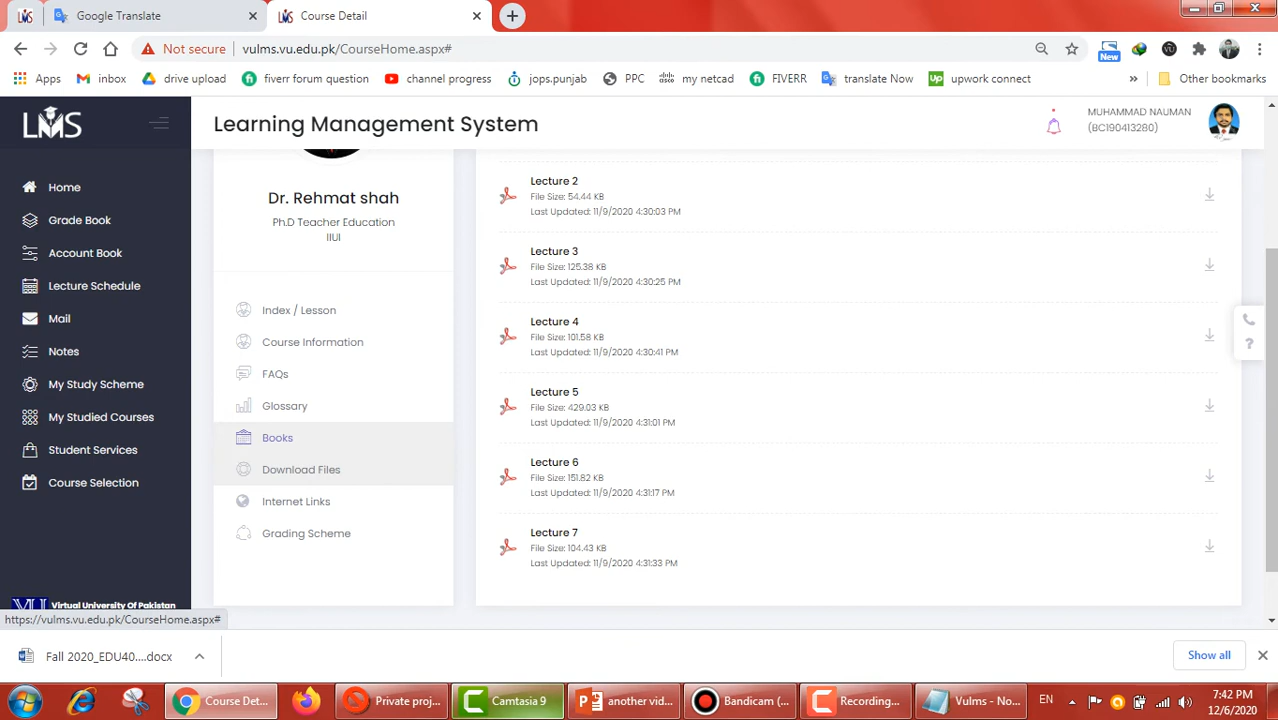 Google Translate
Course Detail
Not secure
vulms.vu.edu.pk/CourseHome.aspx#
New
Apps
inbox
drive upload
fiverr forum question
channel progress
jops.punjab
PPC
my netcad
FIVERR
translate Now
upwork connect
»
Other bookmarks
LMS
Learning Management System
MUHAMMAD NAUMAN
(BC190413280)
Home
Grade Book
Account Book
Lecture Schedule
Mail
Notes
My Study Scheme
My Studied Courses
Student Services
Course Selection
Virtual University Of Pakistan
Dr. Rehmat shah
Ph.D Teacher Education
IIUI
Index / Lesson
Course Information
FAQs
Glossary
Books
Download Files
Internet Links
Grading Scheme
Lecture 2
File Size: 54.44 KB
Last Updated: 11/9/2020 4:30:03 PM
Lecture 3
File Size: 125.38 KB
Last Updated: 11/9/2020 4:30:25 PM
Lecture 4
File Size: 101.58 KB
Last Updated: 11/9/2020 4:30:41 PM
Lecture 5
File Size: 429.03 KB
Last Updated: 11/9/2020 4:31:01 PM
Lecture 6
File Size: 151.82 KB
Last Updated: 11/9/2020 4:31:17 PM
Lecture 7
File Size: 104.43 KB
Last Updated: 11/9/2020 4:31:33 PM
https://vulms.vu.edu.pk/CourseHome.aspx#
Fall 2020_EDU40....docx
Show all
Course Det...
Private proj...
Camtasia 9
another vid...
Bandicam (...
Recording...
Vulms - No...
EN
7:42 PM
12/6/2020